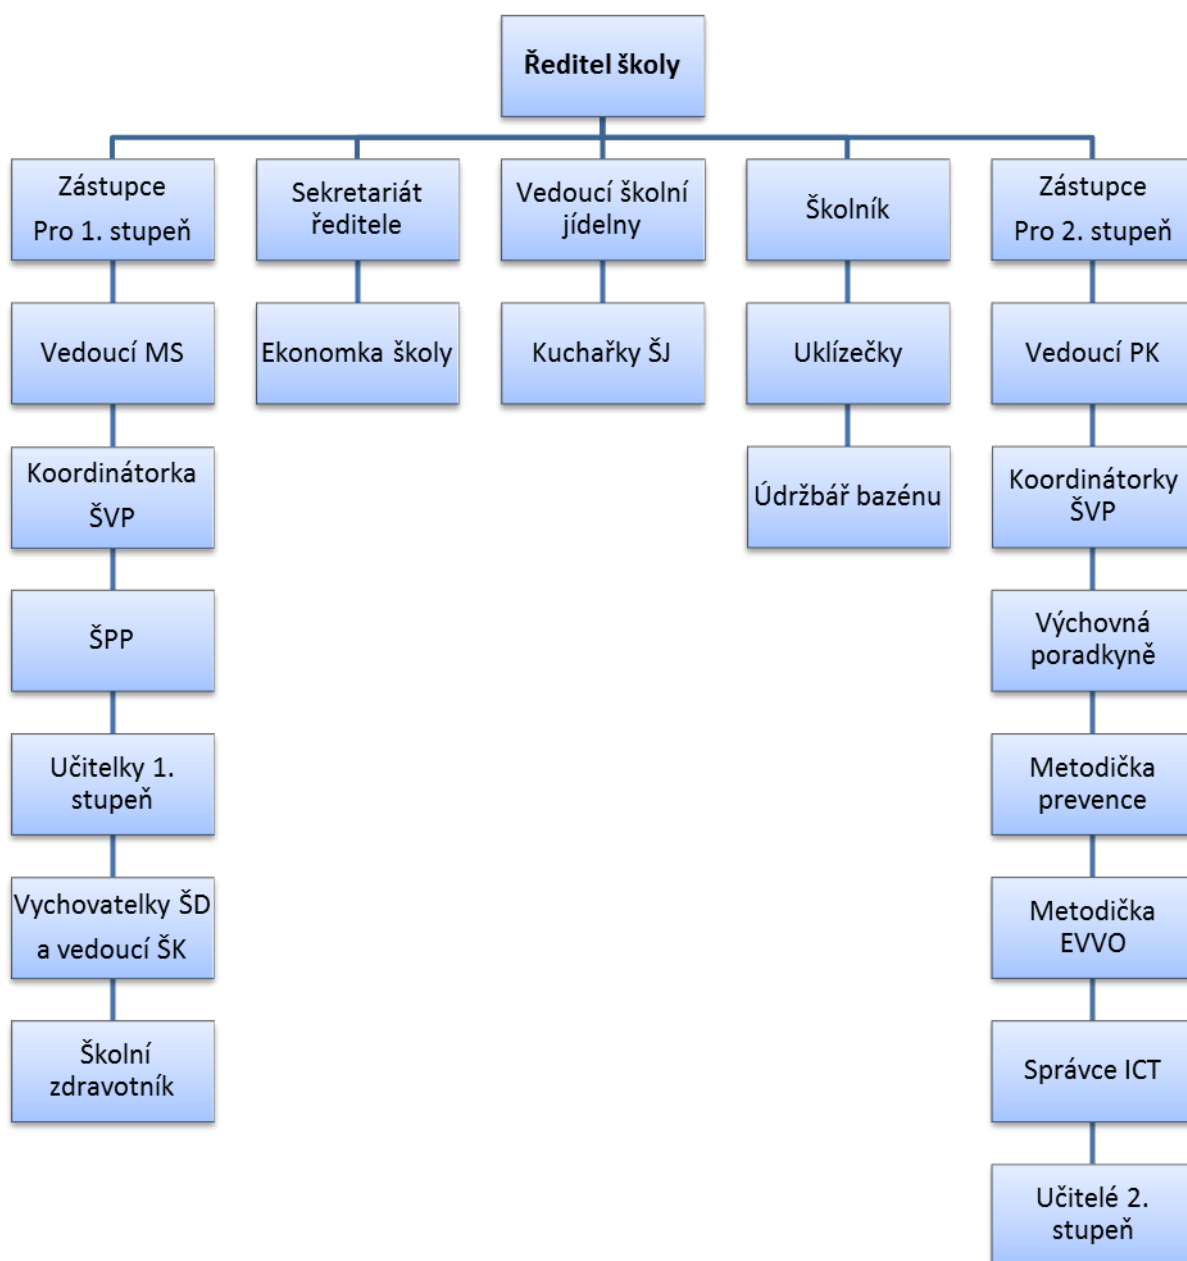 Ředitel školy
Zástupce
Pro 1. stupeň
Sekretariát
ředitele
Vedoucí školní
jídelny
Školník
Zástupce
Pro 2. stupeň
Vedoucí MS
Ekonomka školy
Kuchařky ŠJ
Uklízečky
Vedoucí PK
Koordinátorka
ŠVP
Údržbář bazénu
Koordinátorky
ŠVP
ŠPP
Výchovná
poradkyně
Učitelky 1.
stupeň
Metodička
prevence
Vychovatelky ŠD
a vedoucí ŠK
Metodička
EVVO
Školní
zdravotník
Správce ICT
Učitelé 2.
stupeň